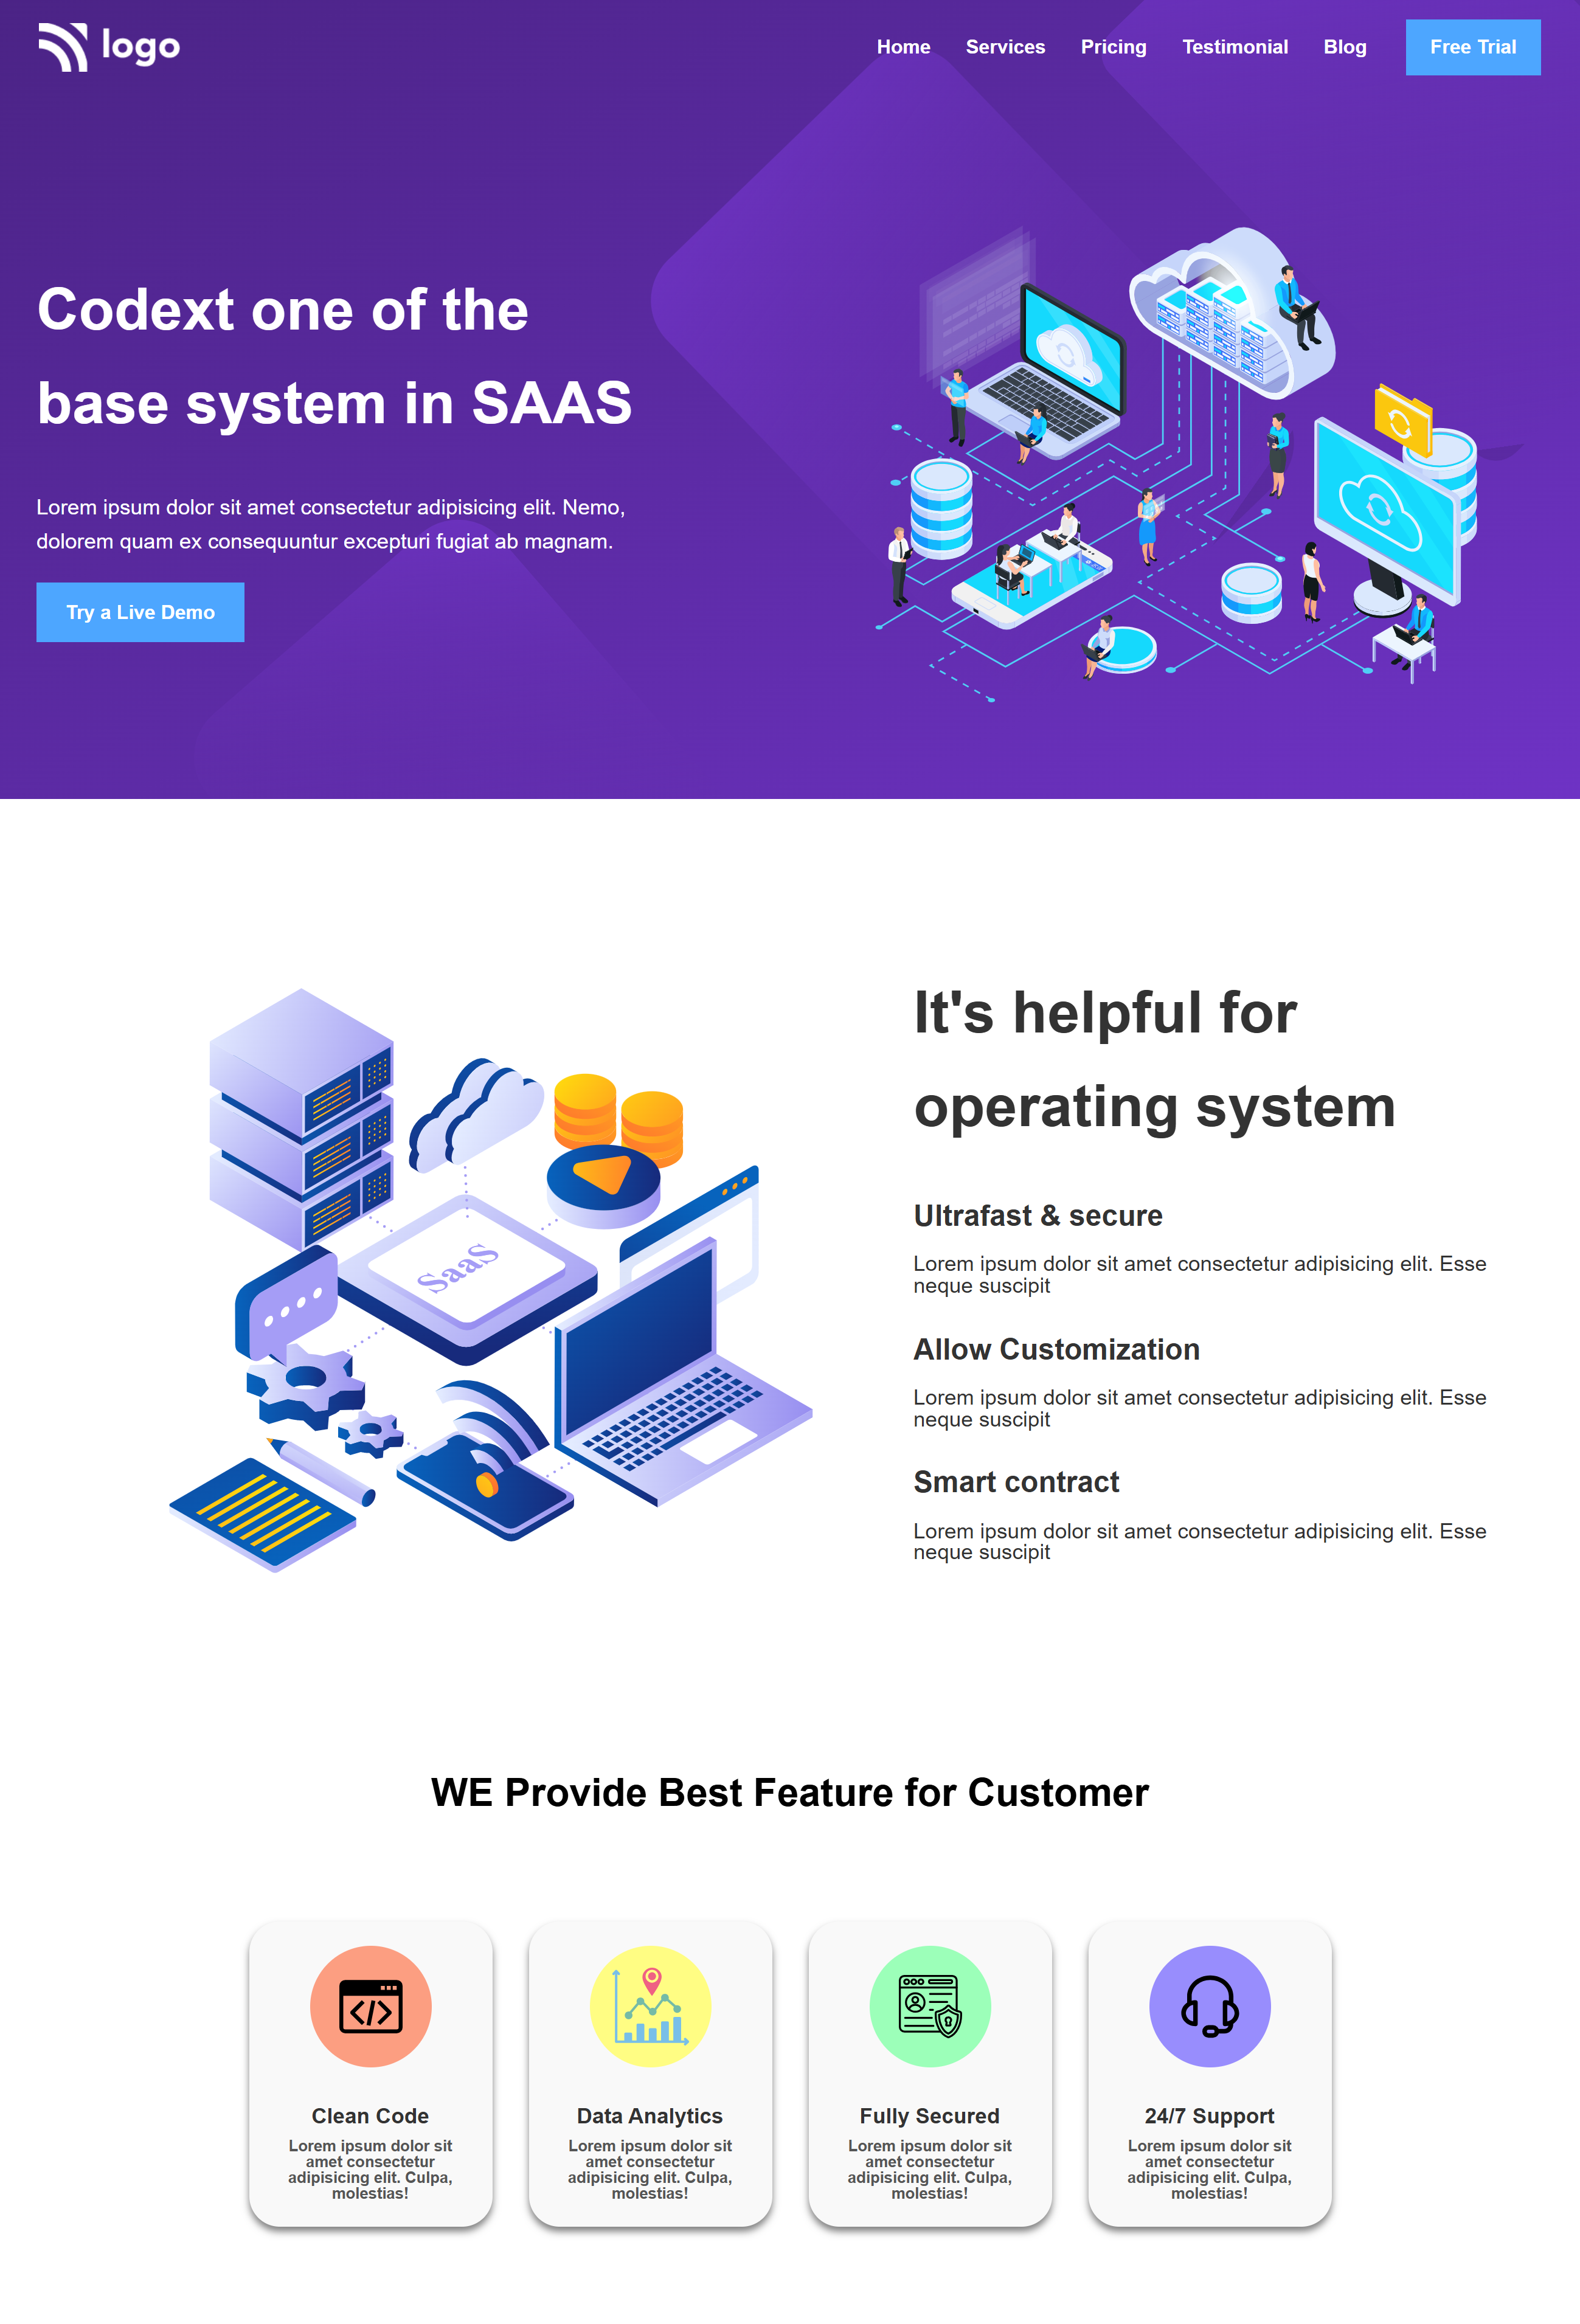 logo
Home Services Pricing Testimonial Blog Free Trial
Codext one of the
base system in SAAS
Lorem ipsum dolor sit amet consectetur adipisicing elit. Nemo,
dolorem quam ex consequuntur excepturi fugiat ab magnam.
Try a Live Demo
SaaS
It's helpful for
operating system
Ultrafast & secure
Lorem ipsum dolor sit amet consectetur adipisicing elit. Esse
neque suscipit
Allow Customization
Lorem ipsum dolor sit amet consectetur adipisicing elit. Esse
neque suscipit
Smart contract
Lorem ipsum dolor sit amet consectetur adipisicing elit. Esse
neque suscipit
WE Provide Best Feature for Customer
</>
Clean Code
Lorem ipsum dolor sit
amet consectetur
adipisicing elit. Culpa,
molestias!
Data Analytics
Lorem ipsum dolor sit
amet consectetur
adipisicing elit. Culpa,
molestias!
Fully Secured
Lorem ipsum dolor sit
amet consectetur
adipisicing elit. Culpa,
molestias!
24/7 Support
Lorem ipsum dolor sit
amet consectetur
adipisicing elit. Culpa,
molestias!